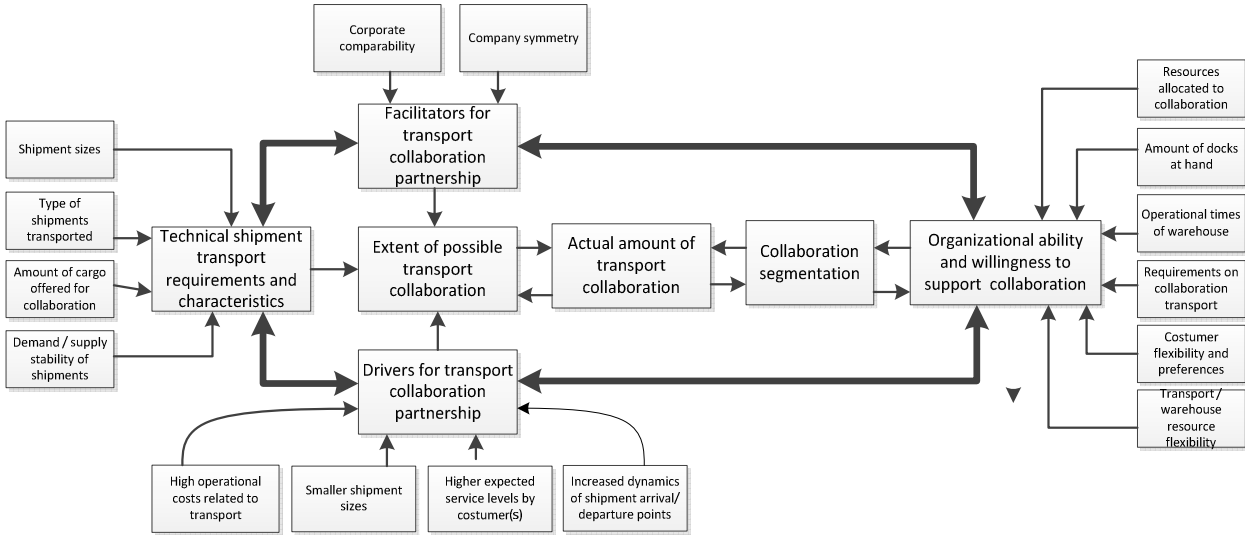 Corporate
comparability
Company symmetry
Resources
allocated to
collaboration
Facilitators for
transport
collaboration
partnership
Shipment sizes
Amount of docks
at hand
Type of
shipments
transported
Operational times
of warehouse
Technical shipment
transport
requirements and
characteristics
Extent of possible
transport
collaboration
Actual amount of
transport
collaboration
Collaboration
segmentation
Organizational ability
and willingness to
support collaboration
Amount of cargo
offered for
collaboration
Requirements on
collaboration
transport
Demand / supply
stability of
shipments
Costumer
flexibility and
preferences
Drivers for transport
collaboration
partnership
Transport /
warehouse
resource
flexibility
High operational
costs related to
transport
Smaller shipment
sizes
Higher expected
service levels by
costumer(s)
Increased dynamics
of shipment arrival/
departure points